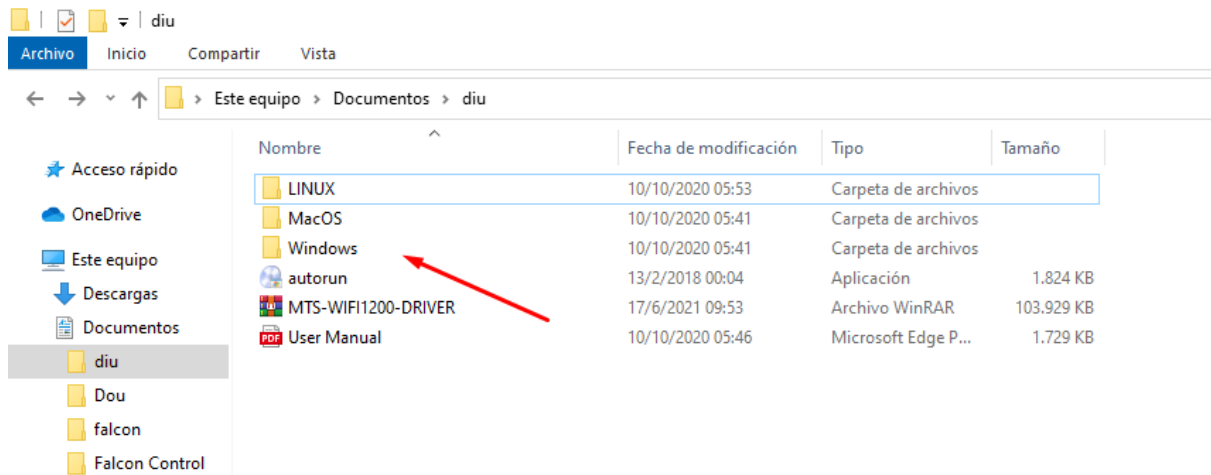 diu
Archivo Inicio Compartir Vista
Este equipo > Documentos > diu
Nombre Fecha de modificación Tipo Tamaño
Acceso rápido
OneDrive
Este equipo
Descargas
Documentos
diu
Dou
falcon
Falcon Control
LINUX 10/10/2020 05:53 Carpeta de archivos
MacOS 10/10/2020 05:41 Carpeta de archivos
Windows 10/10/2020 05:41 Carpeta de archivos
autorun 13/2/2018 00:04 Aplicación 1.824 KB
MTS-WIFI1200-DRIVER 17/6/2021 09:53 Archivo WinRAR 103.929 KB
PDF User Manual 10/10/2020 05:46 Microsoft Edge P... 1.729 KB